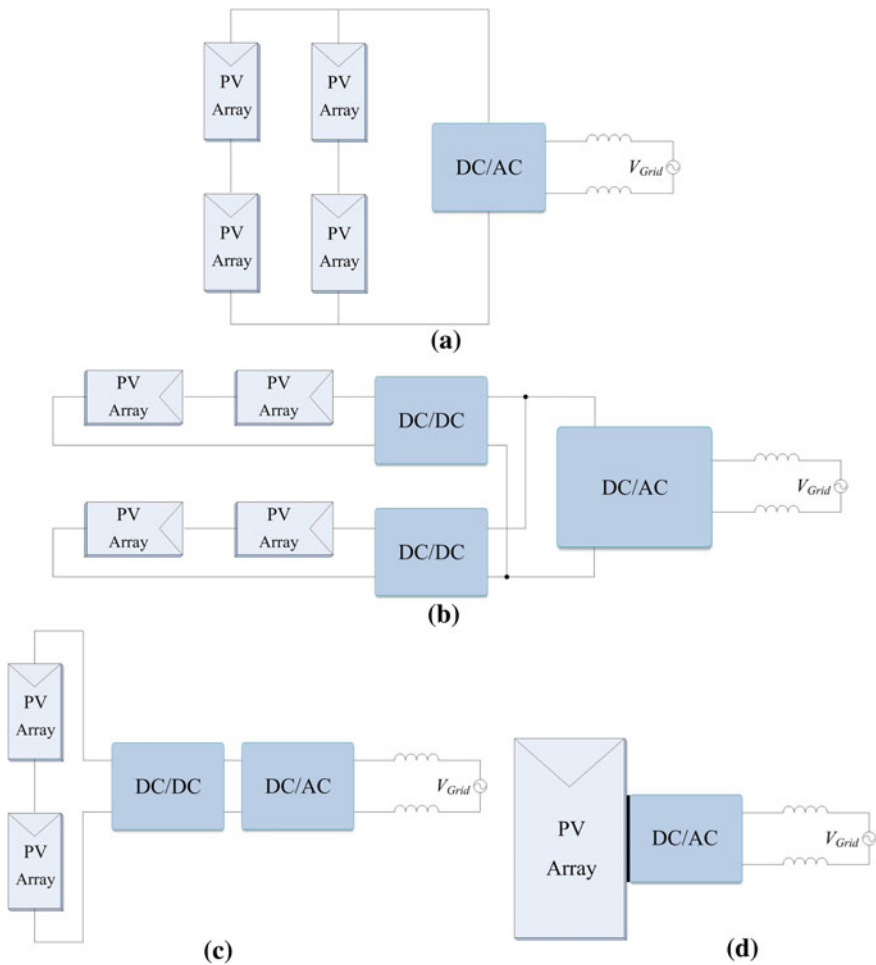 PV
Array
PV
Array
DC/AC
V_Grid
PV
Array
PV
Array
(a)
PV
Array
PV
Array
DC/DC
DC/AC
V_Grid
PV
Array
PV
Array
DC/DC
(b)
PV
Array
DC/DC
DC/AC
V_Grid
PV
Array
(c)
PV
Array
DC/AC
V_Grid
(d)